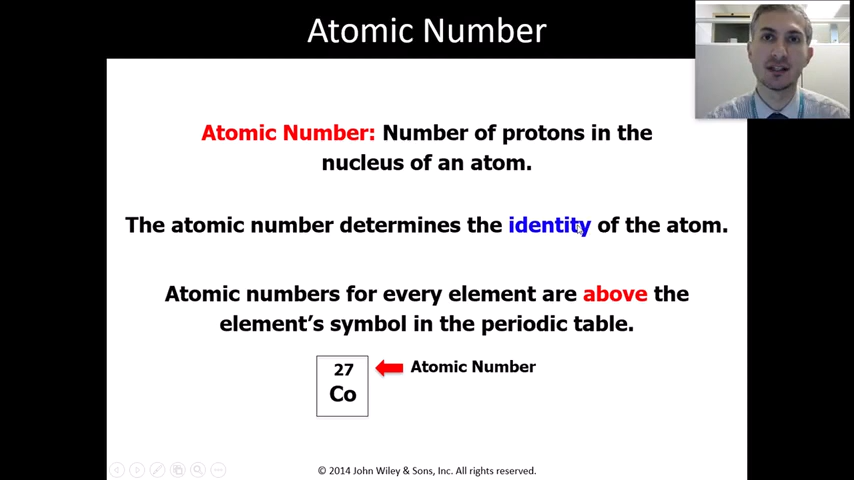 Atomic Number
Atomic Number: Number of protons in the
nucleus of an atom.
The atomic number determines the identity of the atom.
Atomic numbers for every element are above the
element's symbol in the periodic table.
27
Atomic Number
Co
© 2014 John Wiley & Sons, Inc. All rights reserved.